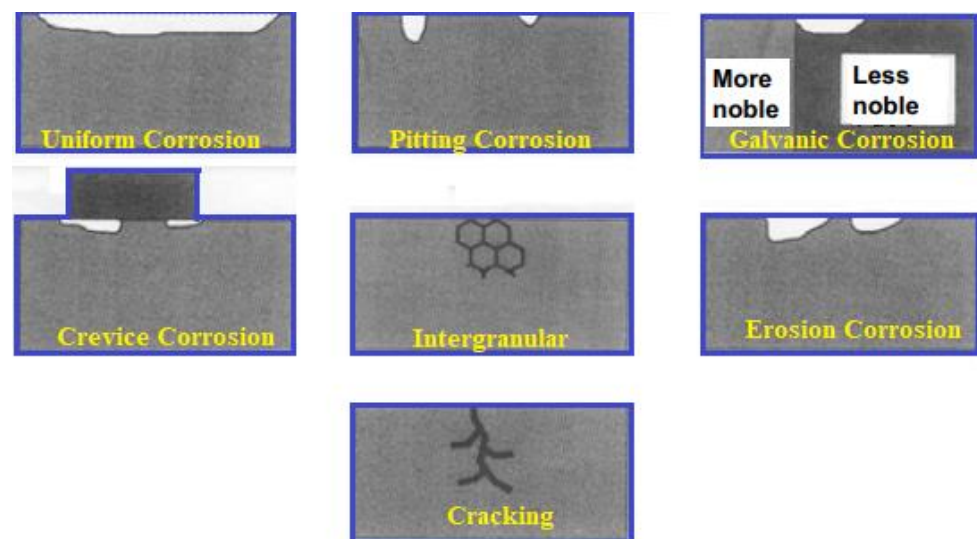 Uniform Corrosion
Pitting Corrosion
More
noble
Less
noble
Galvanic Corrosion
Crevice Corrosion
Intergranular
Erosion Corrosion
Cracking